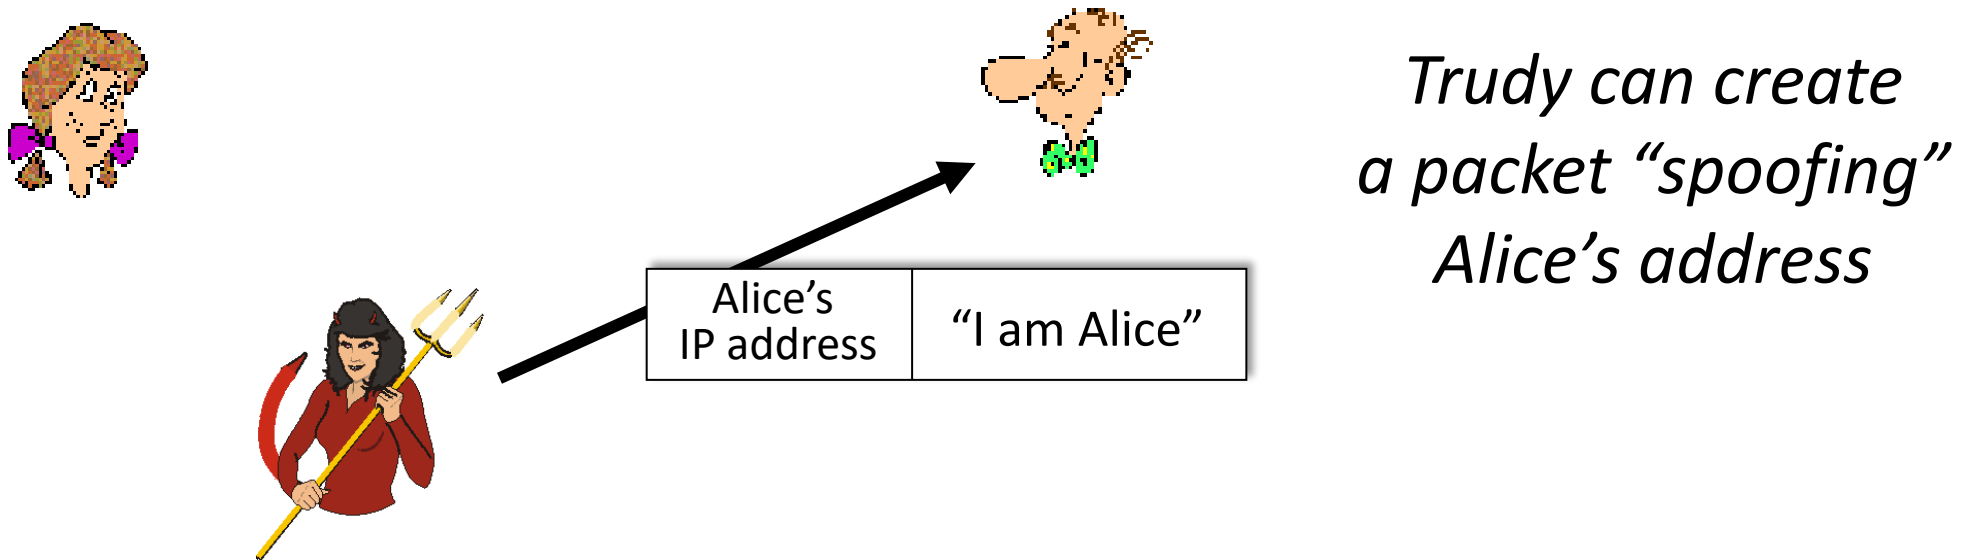 Trudy can create
a packet “spoofing”
Alice’s address
Alice’s
IP address
“I am Alice”